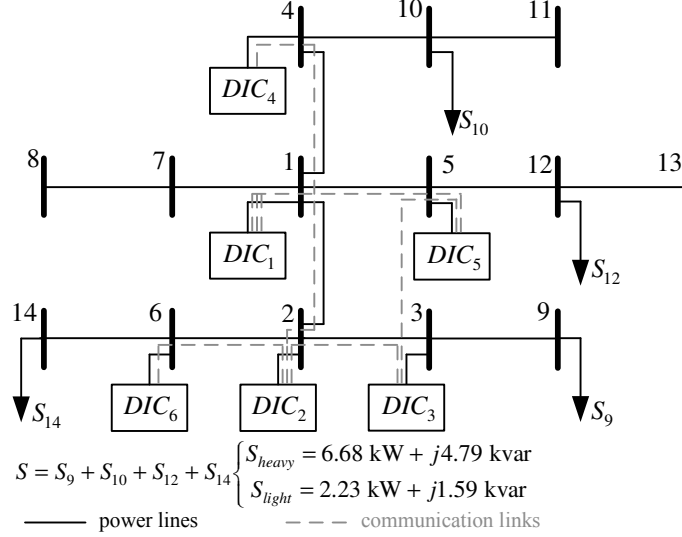 4 10 11
DIC₄
S₁₀
8 7 1 5 12 13
DIC₁ DIC₅
S₁₂
14 6 2 3 9
S₁₄ DIC₆ DIC₂ DIC₃ S₉
S = S₉ + S₁₀ + S₁₂ + S₁₄ { S_heavy = 6.68 kW + j4.79 kvar
S_light = 2.23 kW + j1.59 kvar
power lines communication links